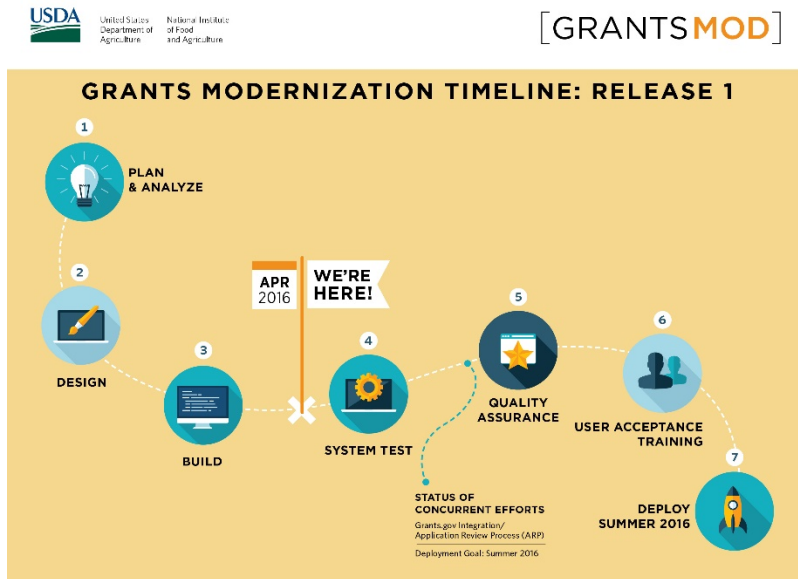 USDA
United States
Department of
Agriculture
National Institute
of Food
and Agriculture
[GRANTSMOD]
GRANTS MODERNIZATION TIMELINE: RELEASE 1
1
PLAN
& ANALYZE
2
DESIGN
3
BUILD
APR
2016
WE'RE
HERE!
4
SYSTEM TEST
5
QUALITY
ASSURANCE
6
USER ACCEPTANCE
TRAINING
7
DEPLOY
SUMMER 2016
STATUS OF
CONCURRENT EFFORTS
Grants.gov Integration/
Application Review Process (ARP)
Deployment Goal: Summer 2016